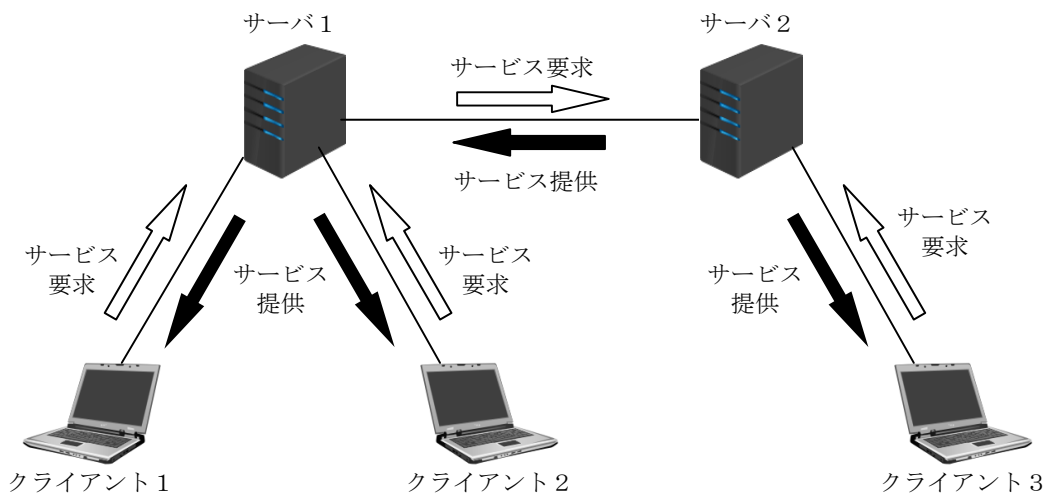 サーバ１
サーバ２
サービス要求
サービス提供
サービス
要求
サービス
提供
サービス
要求
サービス
提供
サービス
要求
クライアント１
クライアント２
クライアント３